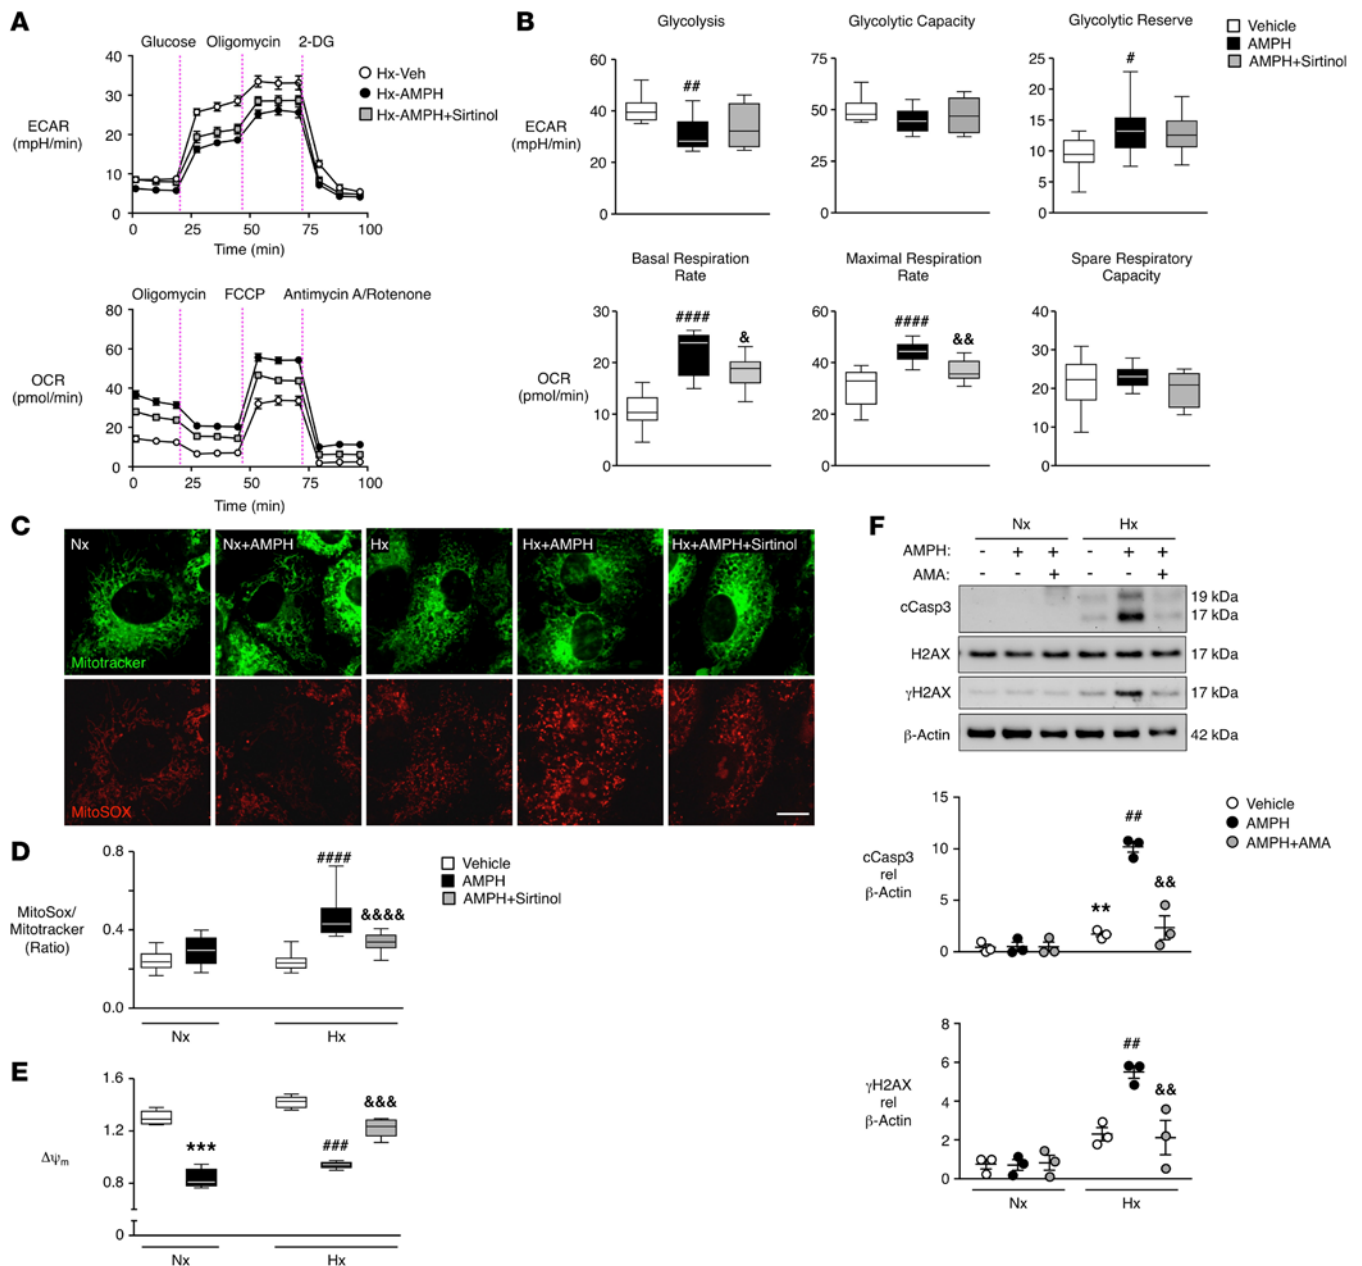 A
Glucose Oligomycin 2-DG
Hx-Veh
Hx-AMPH
Hx-AMPH+Sirtinol
ECAR
(mpH/min)
40
30
20
10
0
0 25 50 75 100
Time (min)
Oligomycin FCCP Antimycin A/Rotenone
OCR
(pmol/min)
80
60
40
20
0
0 25 50 75 100
Time (min)
B
Glycolysis
Glycolytic Capacity
Glycolytic Reserve
Vehicle
AMPH
AMPH+Sirtinol
ECAR
(mpH/min)
60
40
20
0
##
75
50
25
0
25
20
15
10
5
0
#
Basal Respiration
Rate
Maximal Respiration
Rate
Spare Respiratory
Capacity
OCR
(pmol/min)
30
20
10
0
####
&
60
40
20
0
####
&&
40
30
20
10
0
C
Nx
Nx+AMPH
Hx
Hx+AMPH
Hx+AMPH+Sirtinol
Mitotracker
MitoSOX
D
MitoSox/
Mitotracker
(Ratio)
0.8
0.4
0.0
####
&&&&
Nx
Hx
Vehicle
AMPH
AMPH+Sirtinol
E
Δψm
1.6
1.2
0.8
0
***
###
&&&
Nx
Hx
F
Nx Hx
AMPH: - + + - + +
AMA: - - + - - +
cCasp3
19 kDa
17 kDa
H2AX
17 kDa
γH2AX
17 kDa
β-Actin
42 kDa
cCasp3
rel
β-Actin
15
10
5
0
**
##
&&
Vehicle
AMPH
AMPH+AMA
γH2AX
rel
β-Actin
8
6
4
2
0
##
&&
Nx
Hx